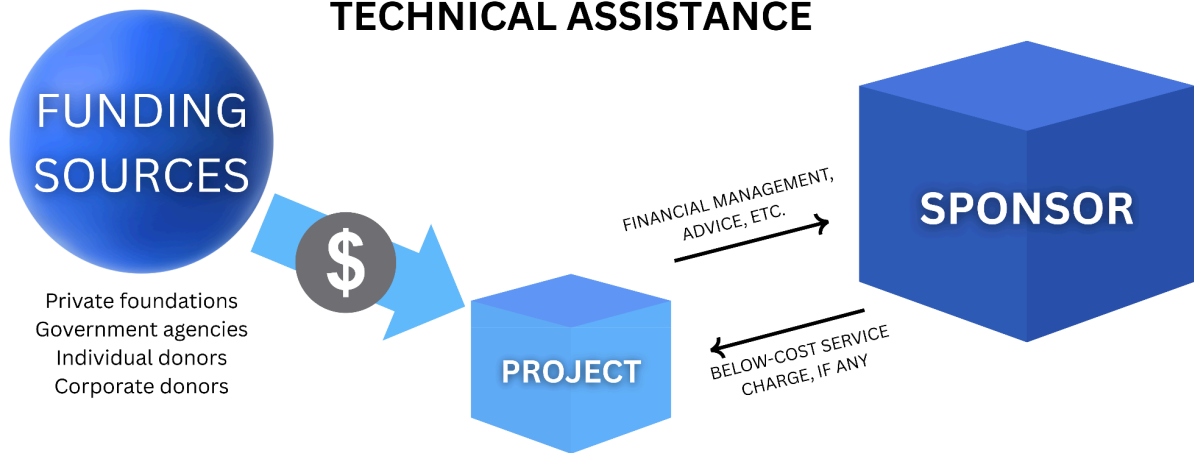 TECHNICAL ASSISTANCE
FUNDING
SOURCES
$
Private foundations
Government agencies
Individual donors
Corporate donors
PROJECT
FINANCIAL MANAGEMENT,
ADVICE, ETC.
BELOW-COST SERVICE
CHARGE, IF ANY
SPONSOR